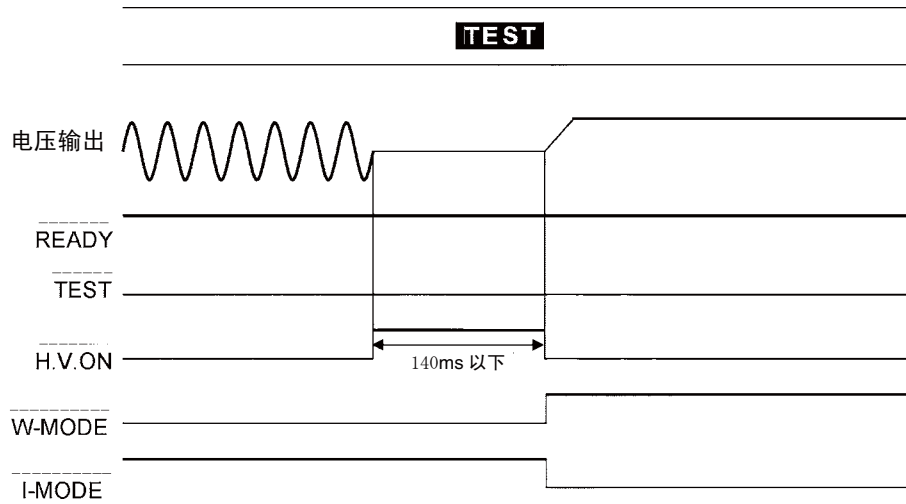 TEST
电压输出
READY
TEST
H.V.ON
140ms 以下
W-MODE
I-MODE